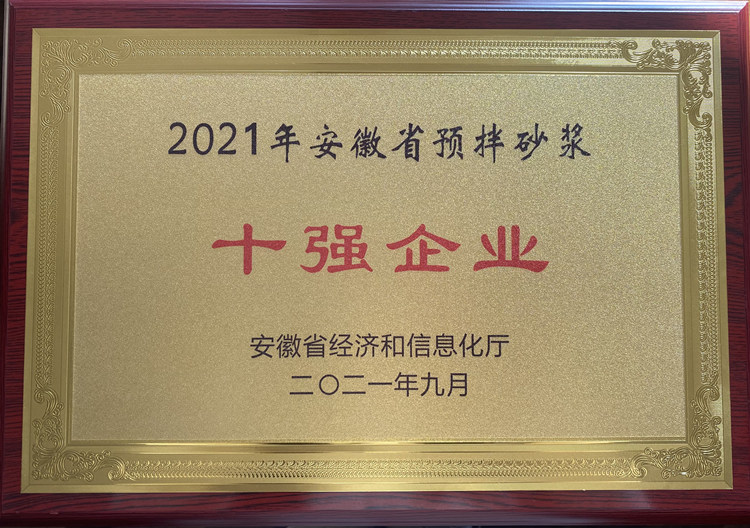 2021年安徽省预拌砂浆
十强企业
安徽省经济和信息化厅
二〇二一年九月